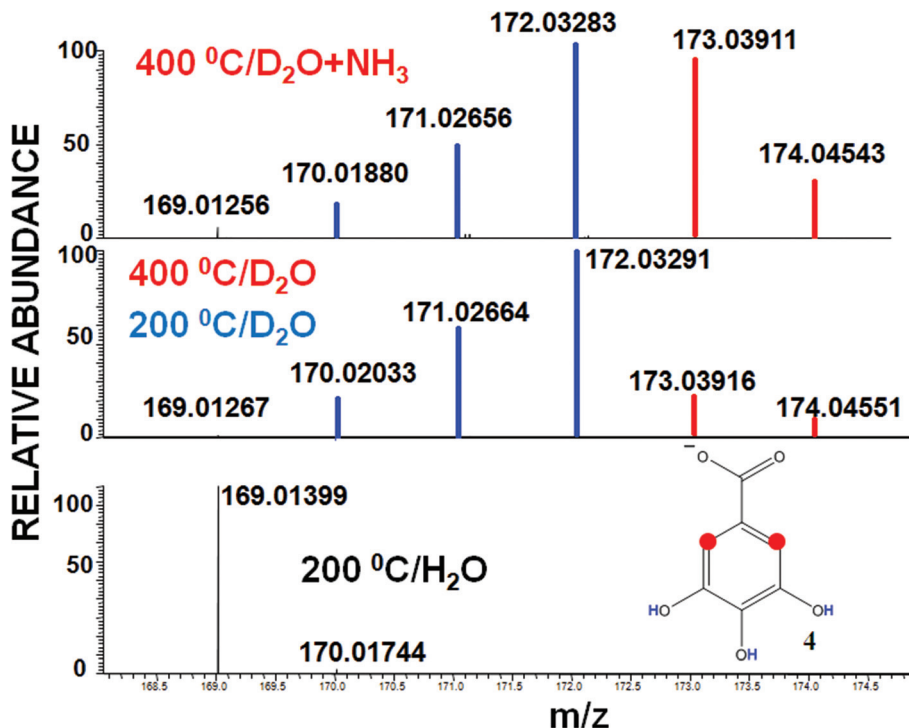 RELATIVE ABUNDANCE
100
50
0
400 ⁰C/D₂O+NH₃
169.01256
170.01880
171.02656
172.03283
173.03911
174.04543
100
50
0
400 ⁰C/D₂O
200 ⁰C/D₂O
169.01267
170.02033
171.02664
172.03291
173.03916
174.04551
100
50
0
169.01399
200 ⁰C/H₂O
170.01744
⁻O O
HO OH
OH 4
168.5 169.0 169.5 170.0 170.5 171.0 171.5 172.0 172.5 173.0 173.5 174.0 174.5
m/z